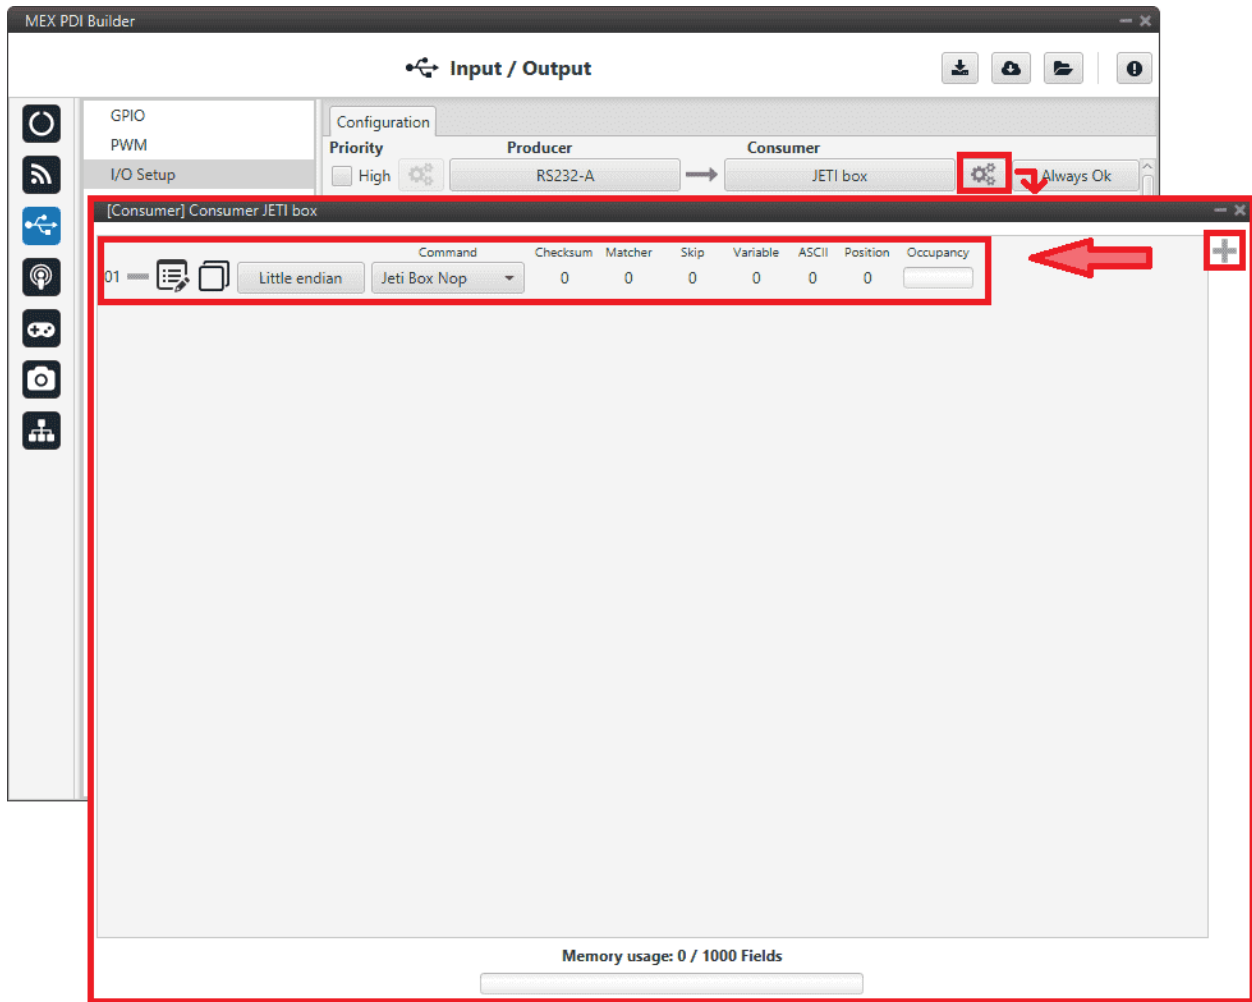 MEX PDI Builder
Input / Output
GPIO
PWM
I/O Setup
Configuration
Priority Producer Consumer
High RS232-A JETI box Always Ok
[Consumer] Consumer JETI box
Command Checksum Matcher Skip Variable ASCII Position Occupancy
01 Little endian Jeti Box Nop 0 0 0 0 0 0
Memory usage: 0 / 1000 Fields